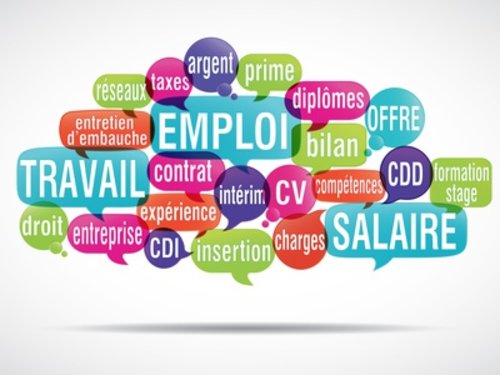 argent
prime
taxes
réseaux
diplômes
OFFRE
entretien
d'embauche
EMPLOI
bilan
TRAVAIL
contrat
intérim
CV
compétences
CDD
formation
stage
droit
entreprise
expérience
CDI
insertion
charges
SALAIRE